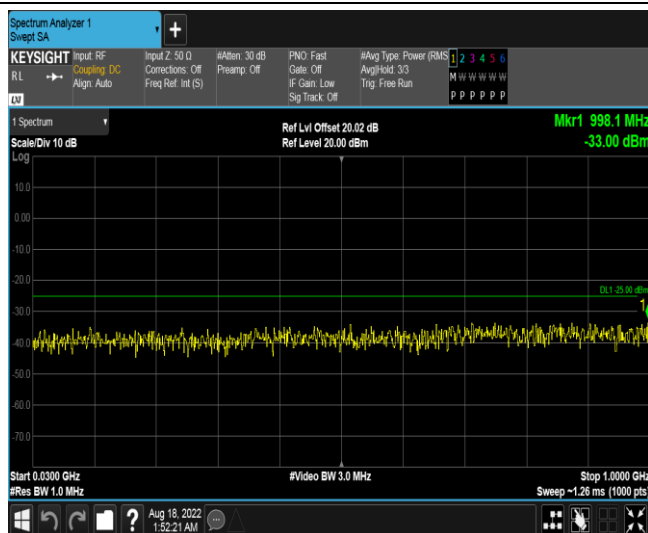 Spectrum Analyzer 1
Swept SA
KEYSIGHT
RL
LXI
Input: RF
Coupling: DC
Align: Auto
Input Z: 50 Ω
Corrections: Off
Freq Ref: Int (S)
#Atten: 30 dB
Preamp: Off
PNO: Fast
Gate: Off
IF Gain: Low
Sig Track: Off
#Avg Type: Power (RMS
Avg|Hold: 3/3
Trig: Free Run
1 2 3 4 5 6
M W W W W W
P P P P P P
1 Spectrum
Scale/Div 10 dB
Ref Lvl Offset 20.02 dB
Ref Level 20.00 dBm
Mkr1 998.1 MHz
-33.00 dBm
Log
10.0
0.00
-10.0
-20.0
DL1 -25.00 dBm
1
-30.0
-40.0
-50.0
-60.0
-70.0
Start 0.0300 GHz
#Res BW 1.0 MHz
#Video BW 3.0 MHz
Stop 1.0000 GHz
Sweep ~1.26 ms (1000 pts)
?
Aug 18, 2022
1:52:21 AM